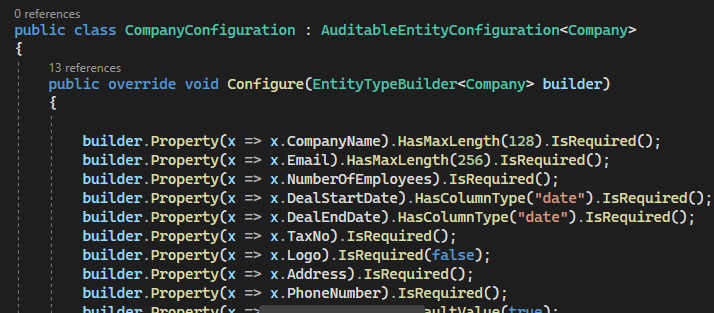 0 references
public class CompanyConfiguration : AuditableEntityConfiguration<Company>
{
13 references
public override void Configure(EntityTypeBuilder<Company> builder)
{
builder.Property(x => x.CompanyName).HasMaxLength(128).IsRequired();
builder.Property(x => x.Email).HasMaxLength(256).IsRequired();
builder.Property(x => x.NumberOfEmployees).IsRequired();
builder.Property(x => x.DealStartDate).HasColumnType("date").IsRequired();
builder.Property(x => x.DealEndDate).HasColumnType("date").IsRequired();
builder.Property(x => x.TaxNo).IsRequired();
builder.Property(x => x.Logo).IsRequired(false);
builder.Property(x => x.Address).IsRequired();
builder.Property(x => x.PhoneNumber).IsRequired();
builder.Property(x => aultValue(true);